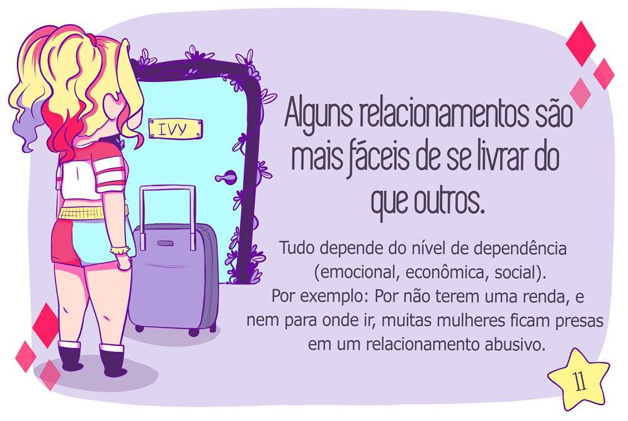 IVY
Alguns relacionamentos são
mais fáceis de se livrar do
que outros.
Tudo depende do nível de dependência
(emocional, econômica, social).
Por exemplo: Por não terem uma renda, e
nem para onde ir, muitas mulheres ficam presas
em um relacionamento abusivo.
11